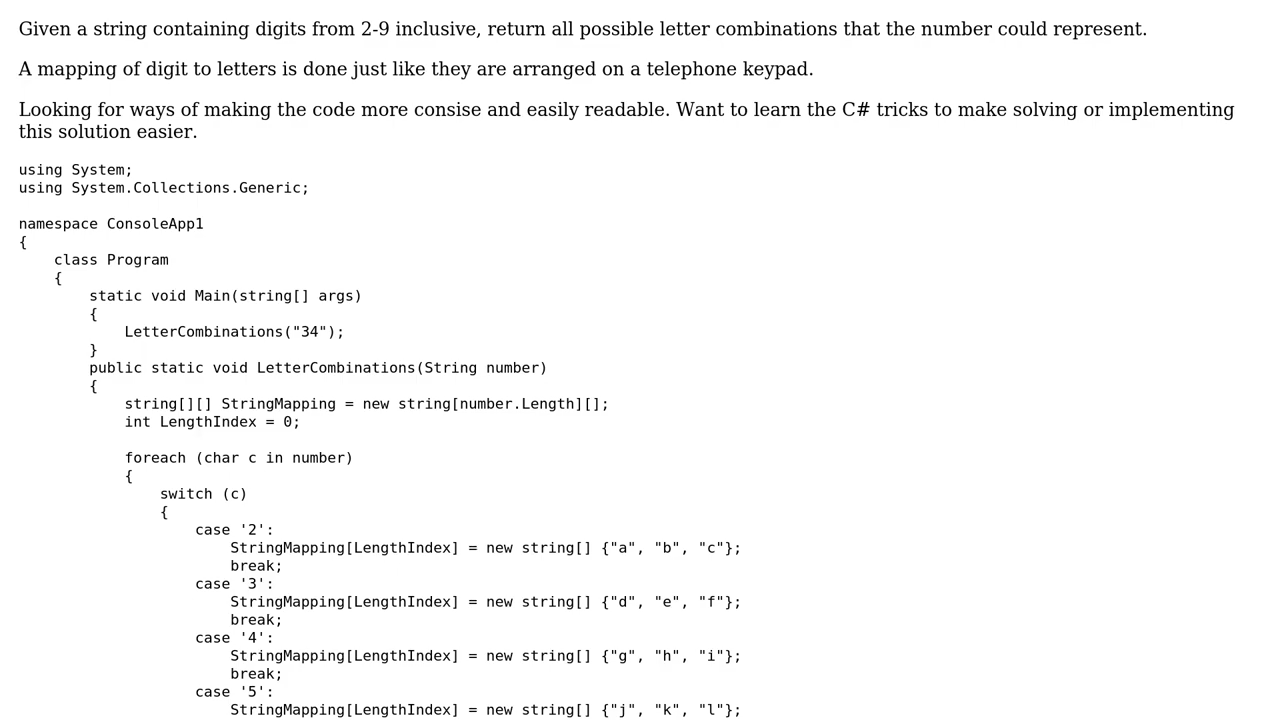 Given a string containing digits from 2-9 inclusive, return all possible letter combinations that the number could represent.
A mapping of digit to letters is done just like they are arranged on a telephone keypad.
Looking for ways of making the code more consise and easily readable. Want to learn the C# tricks to make solving or implementing
this solution easier.
using System;
using System.Collections.Generic;
namespace ConsoleApp1
{
    class Program
    {
        static void Main(string[] args)
        {
            LetterCombinations("34");
        }
        public static void LetterCombinations(String number)
        {
            string[][] StringMapping = new string[number.Length][];
            int LengthIndex = 0;
            foreach (char c in number)
            {
                switch (c)
                {
                    case '2':
                        StringMapping[LengthIndex] = new string[] {"a", "b", "c"};
                        break;
                    case '3':
                        StringMapping[LengthIndex] = new string[] {"d", "e", "f"};
                        break;
                    case '4':
                        StringMapping[LengthIndex] = new string[] {"g", "h", "i"};
                        break;
                    case '5':
                        StringMapping[LengthIndex] = new string[] {"j", "k", "l"};